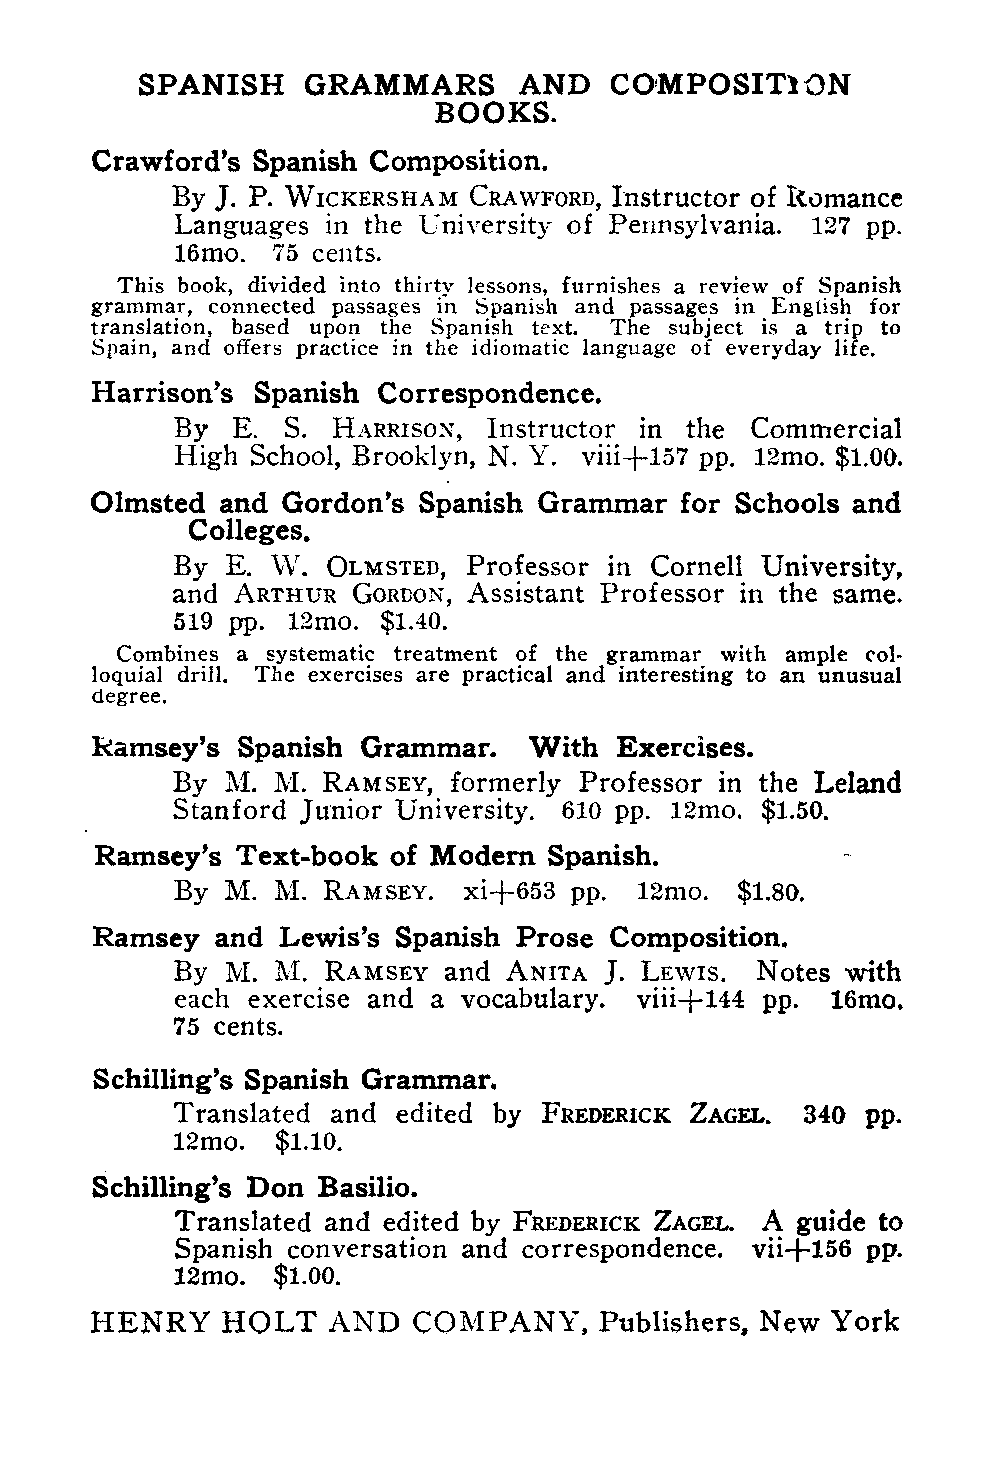 SPANISH GRAMMARS AND COMPOSITION
BOOKS.
Crawford's Spanish Composition.
By J. P. WICKERSHAM CRAWFORD, Instructor of Romance
Languages in the University of Pennsylvania. 127 pp.
16mo. 75 cents.
This book, divided into thirty lessons, furnishes a review of Spanish
grammar, connected passages in Spanish and passages in English for
translation, based upon the Spanish text. The subject is a trip to
Spain, and offers practice in the idiomatic language of everyday life.
Harrison's Spanish Correspondence.
By E. S. HARRISON, Instructor in the Commercial
High School, Brooklyn, N. Y. viii+157 pp. 12mo. $1.00.
Olmsted and Gordon's Spanish Grammar for Schools and
Colleges.
By E. W. OLMSTED, Professor in Cornell University,
and ARTHUR GORDON, Assistant Professor in the same.
519 pp. 12mo. $1.40.
Combines a systematic treatment of the grammar with ample col-
loquial drill. The exercises are practical and interesting to an unusual
degree.
Ramsey's Spanish Grammar. With Exercises.
By M. M. RAMSEY, formerly Professor in the Leland
Stanford Junior University. 610 pp. 12mo. $1.50.
Ramsey's Text-book of Modern Spanish.
By M. M. RAMSEY. xi+653 pp. 12mo. $1.80.
Ramsey and Lewis's Spanish Prose Composition.
By M. M. RAMSEY and ANITA J. LEWIS. Notes with
each exercise and a vocabulary. viii+144 pp. 16mo.
75 cents.
Schilling's Spanish Grammar.
Translated and edited by FREDERICK ZAGEL. 340 pp.
12mo. $1.10.
Schilling's Don Basilio.
Translated and edited by FREDERICK ZAGEL. A guide to
Spanish conversation and correspondence. vii+156 pp.
12mo. $1.00.
HENRY HOLT AND COMPANY, Publishers, New York